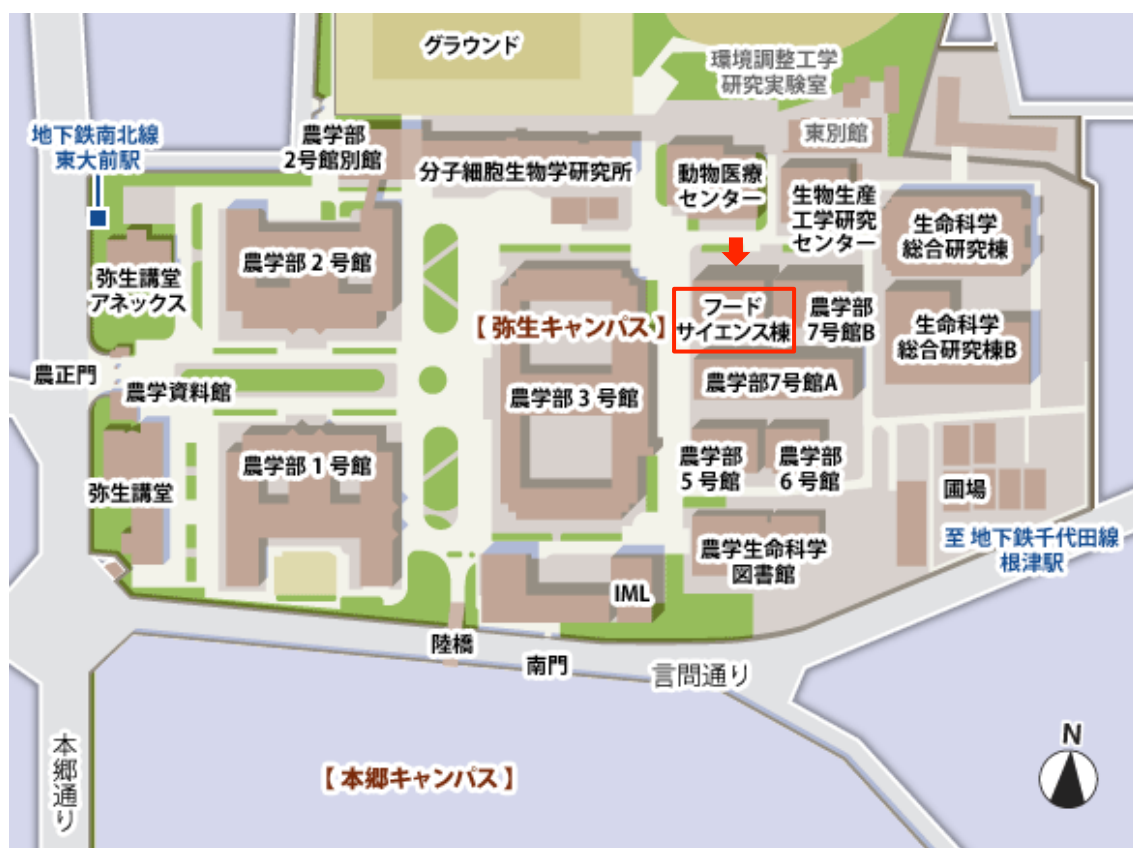 グラウンド
環境調整工学
研究実験室
地下鉄南北線
東大前駅
農学部
2号館別館
分子細胞生物学研究所
動物医療
センター
東別館
生物生産
工学研究
センター
生命科学
総合研究棟
弥生講堂
アネックス
農学部 2 号館
【 弥生キャンパス 】
フード
サイエンス棟
農学部
7号館B
生命科学
総合研究棟B
農正門
農学資料館
農学部 3 号館
農学部7号館A
弥生講堂
農学部 1 号館
農学部
5 号館
農学部
6 号館
圃場
農学生命科学
図書館
至 地下鉄千代田線
根津駅
IML
陸橋
南門
言問通り
本郷通り
【 本郷キャンパス 】
N